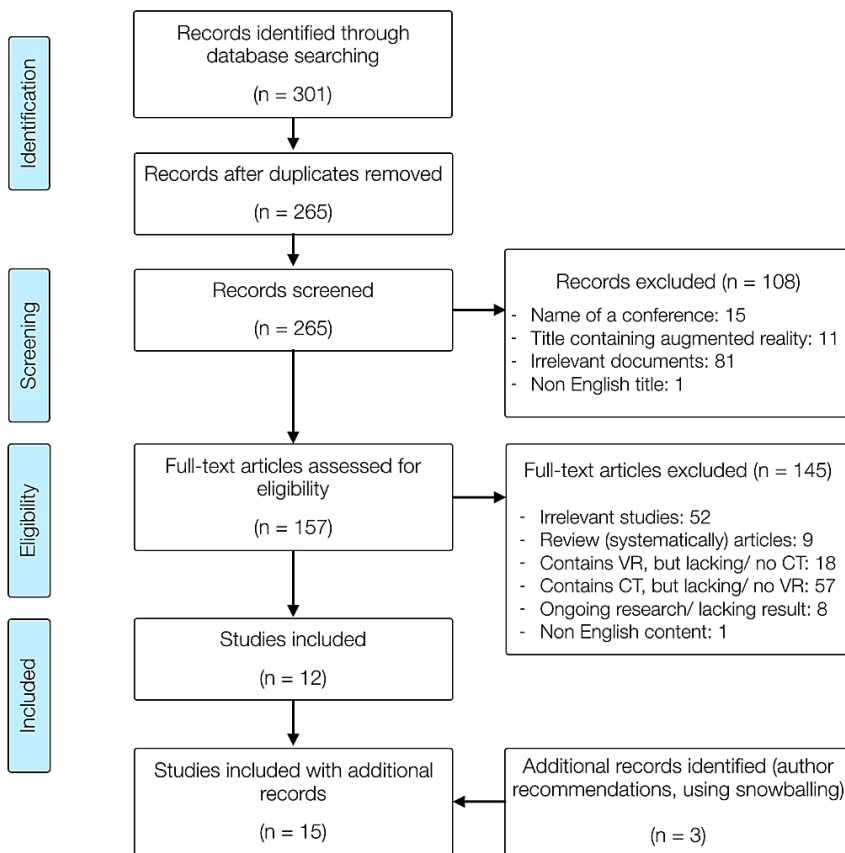 Identification
Records identified through
database searching
(n = 301)
Records after duplicates removed
(n = 265)
Screening
Records screened
(n = 265)
Records excluded (n = 108)
- Name of a conference: 15
- Title containing augmented reality: 11
- Irrelevant documents: 81
- Non English title: 1
Eligibility
Full-text articles assessed for
eligibility
(n = 157)
Full-text articles excluded (n = 145)
- Irrelevant studies: 52
- Review (systematically) articles: 9
- Contains VR, but lacking/ no CT: 18
- Contains CT, but lacking/ no VR: 57
- Ongoing research/ lacking result: 8
- Non English content: 1
Included
Studies included
(n = 12)
Studies included with additional
records
(n = 15)
Additional records identified (author
recommendations, using snowballing)
(n = 3)